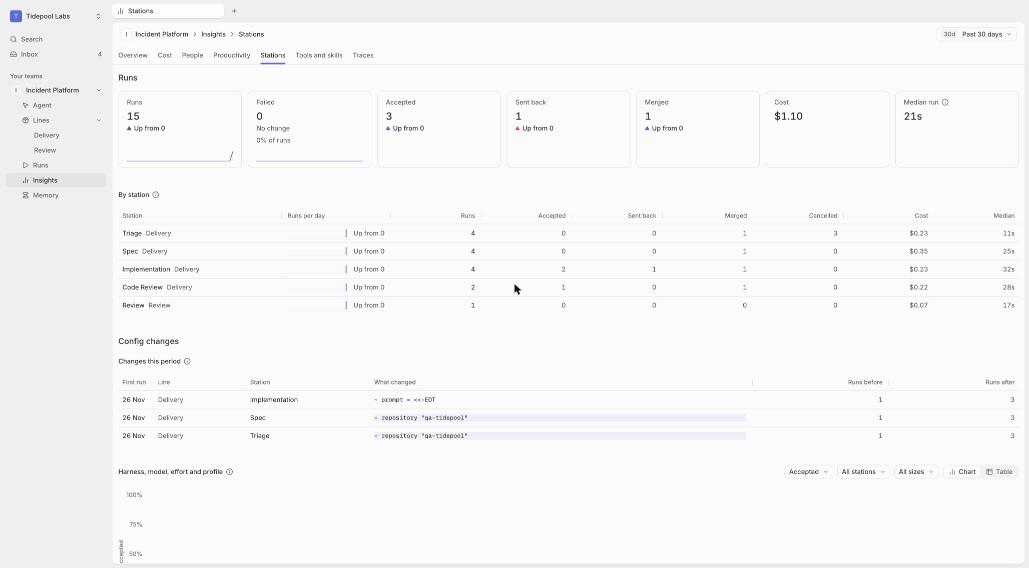 T Tidepool Labs
Stations
Search
Inbox 4
Your teams
I Incident Platform
Agent
Lines
Delivery
Review
Runs
Insights
Memory
I Incident Platform > Insights > Stations
30d Past 30 days
Overview Cost People Productivity Stations Tools and skills Traces
Runs
Runs
15
Up from 0
Failed
0
No change
0% of runs
Accepted
3
Up from 0
Sent back
1
Up from 0
Merged
1
Up from 0
Cost
$1.10
Median run
21s
By station
Station Runs per day Runs Accepted Sent back Merged Cancelled Cost Median
Triage Delivery Up from 0 4 0 0 1 3 $0.23 11s
Spec Delivery Up from 0 4 0 0 1 0 $0.35 25s
Implementation Delivery Up from 0 4 2 1 1 0 $0.23 32s
Code Review Delivery Up from 0 2 1 0 1 0 $0.22 28s
Review Review Up from 0 1 0 0 0 0 $0.07 17s
Config changes
Changes this period
First run Line Station What changed Runs before Runs after
26 Nov Delivery Implementation ~ prompt = <<-EOT 1 3
26 Nov Delivery Spec + repository "qa-tidepool" 1 3
26 Nov Delivery Triage + repository "qa-tidepool" 1 3
Harness, model, effort and profile
Accepted All stations All sizes Chart Table
100%
75%
50%